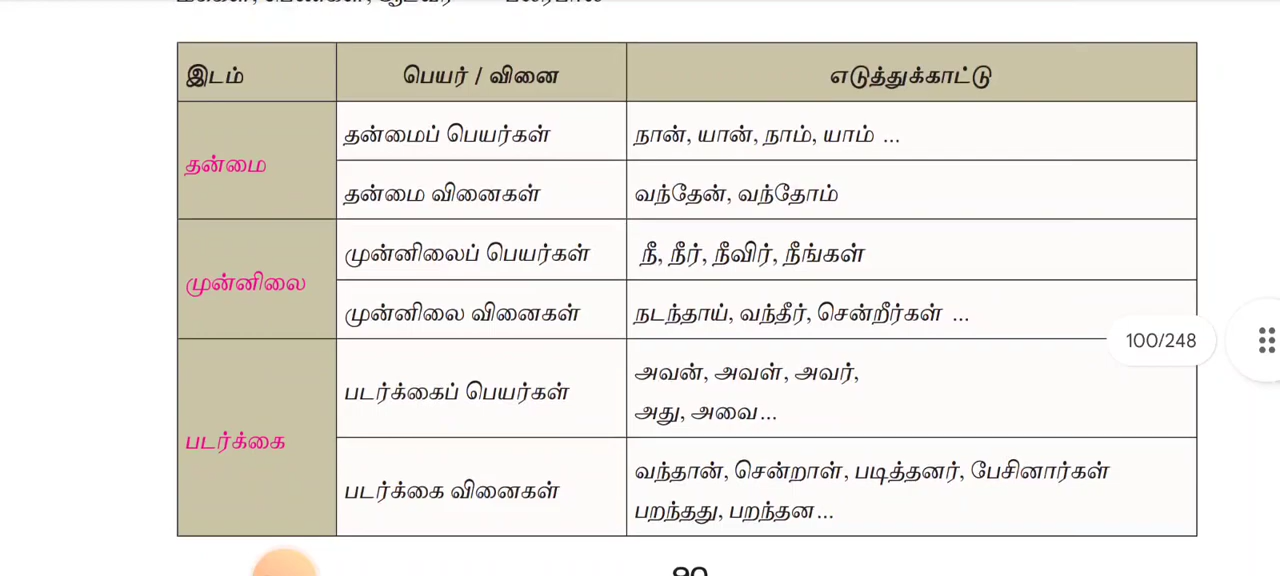 இடம் பெயர் / வினை எடுத்துக்காட்டு
தன்மை
தன்மைப் பெயர்கள் நான், யான், நாம், யாம் ...
தன்மை வினைகள் வந்தேன், வந்தோம்
முன்னிலை
முன்னிலைப் பெயர்கள் நீ, நீர், நீவிர், நீங்கள்
முன்னிலை வினைகள் நடந்தாய், வந்தீர், சென்றீர்கள் ...
100/248
படர்க்கை
படர்க்கைப் பெயர்கள் அவன், அவள், அவர்,
அது, அவை...
படர்க்கை வினைகள் வந்தான், சென்றாள், படித்தனர், பேசினார்கள்
பறந்தது, பறந்தன...